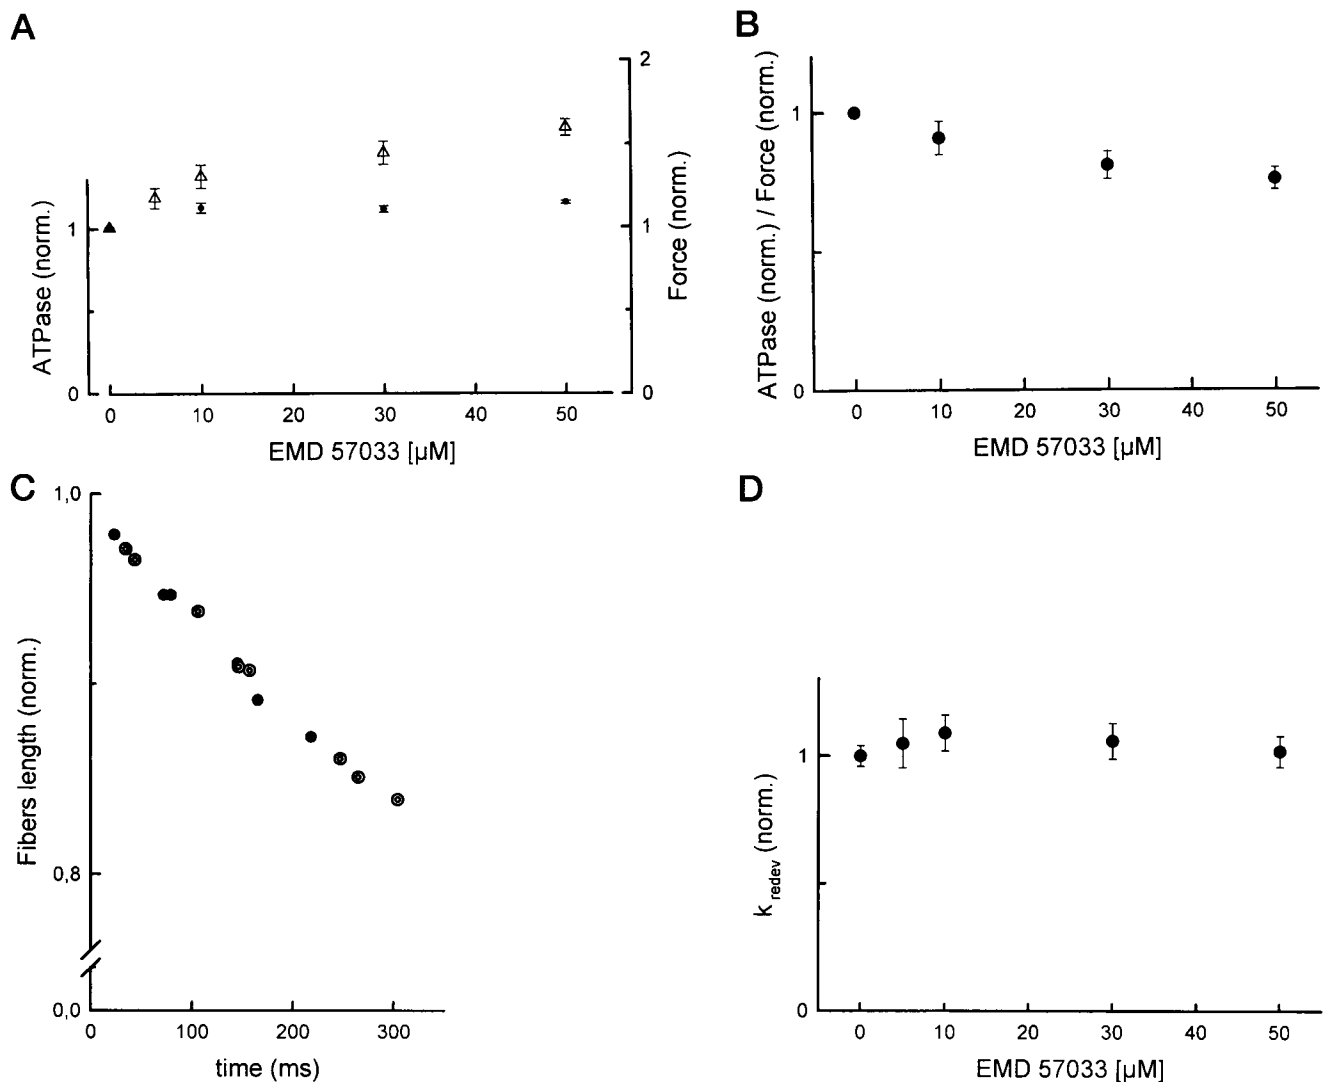 A
ATPase (norm.)
1
0
2
1
0
Force (norm.)
0 10 20 30 40 50
EMD 57033 [µM]
B
ATPase (norm.) / Force (norm.)
1
0
0 10 20 30 40 50
EMD 57033 [µM]
C
Fibers length (norm.)
1,0
0,8
0,0
0 100 200 300
time (ms)
D
k redev (norm.)
1
0
0 10 20 30 40 50
EMD 57033 [µM]